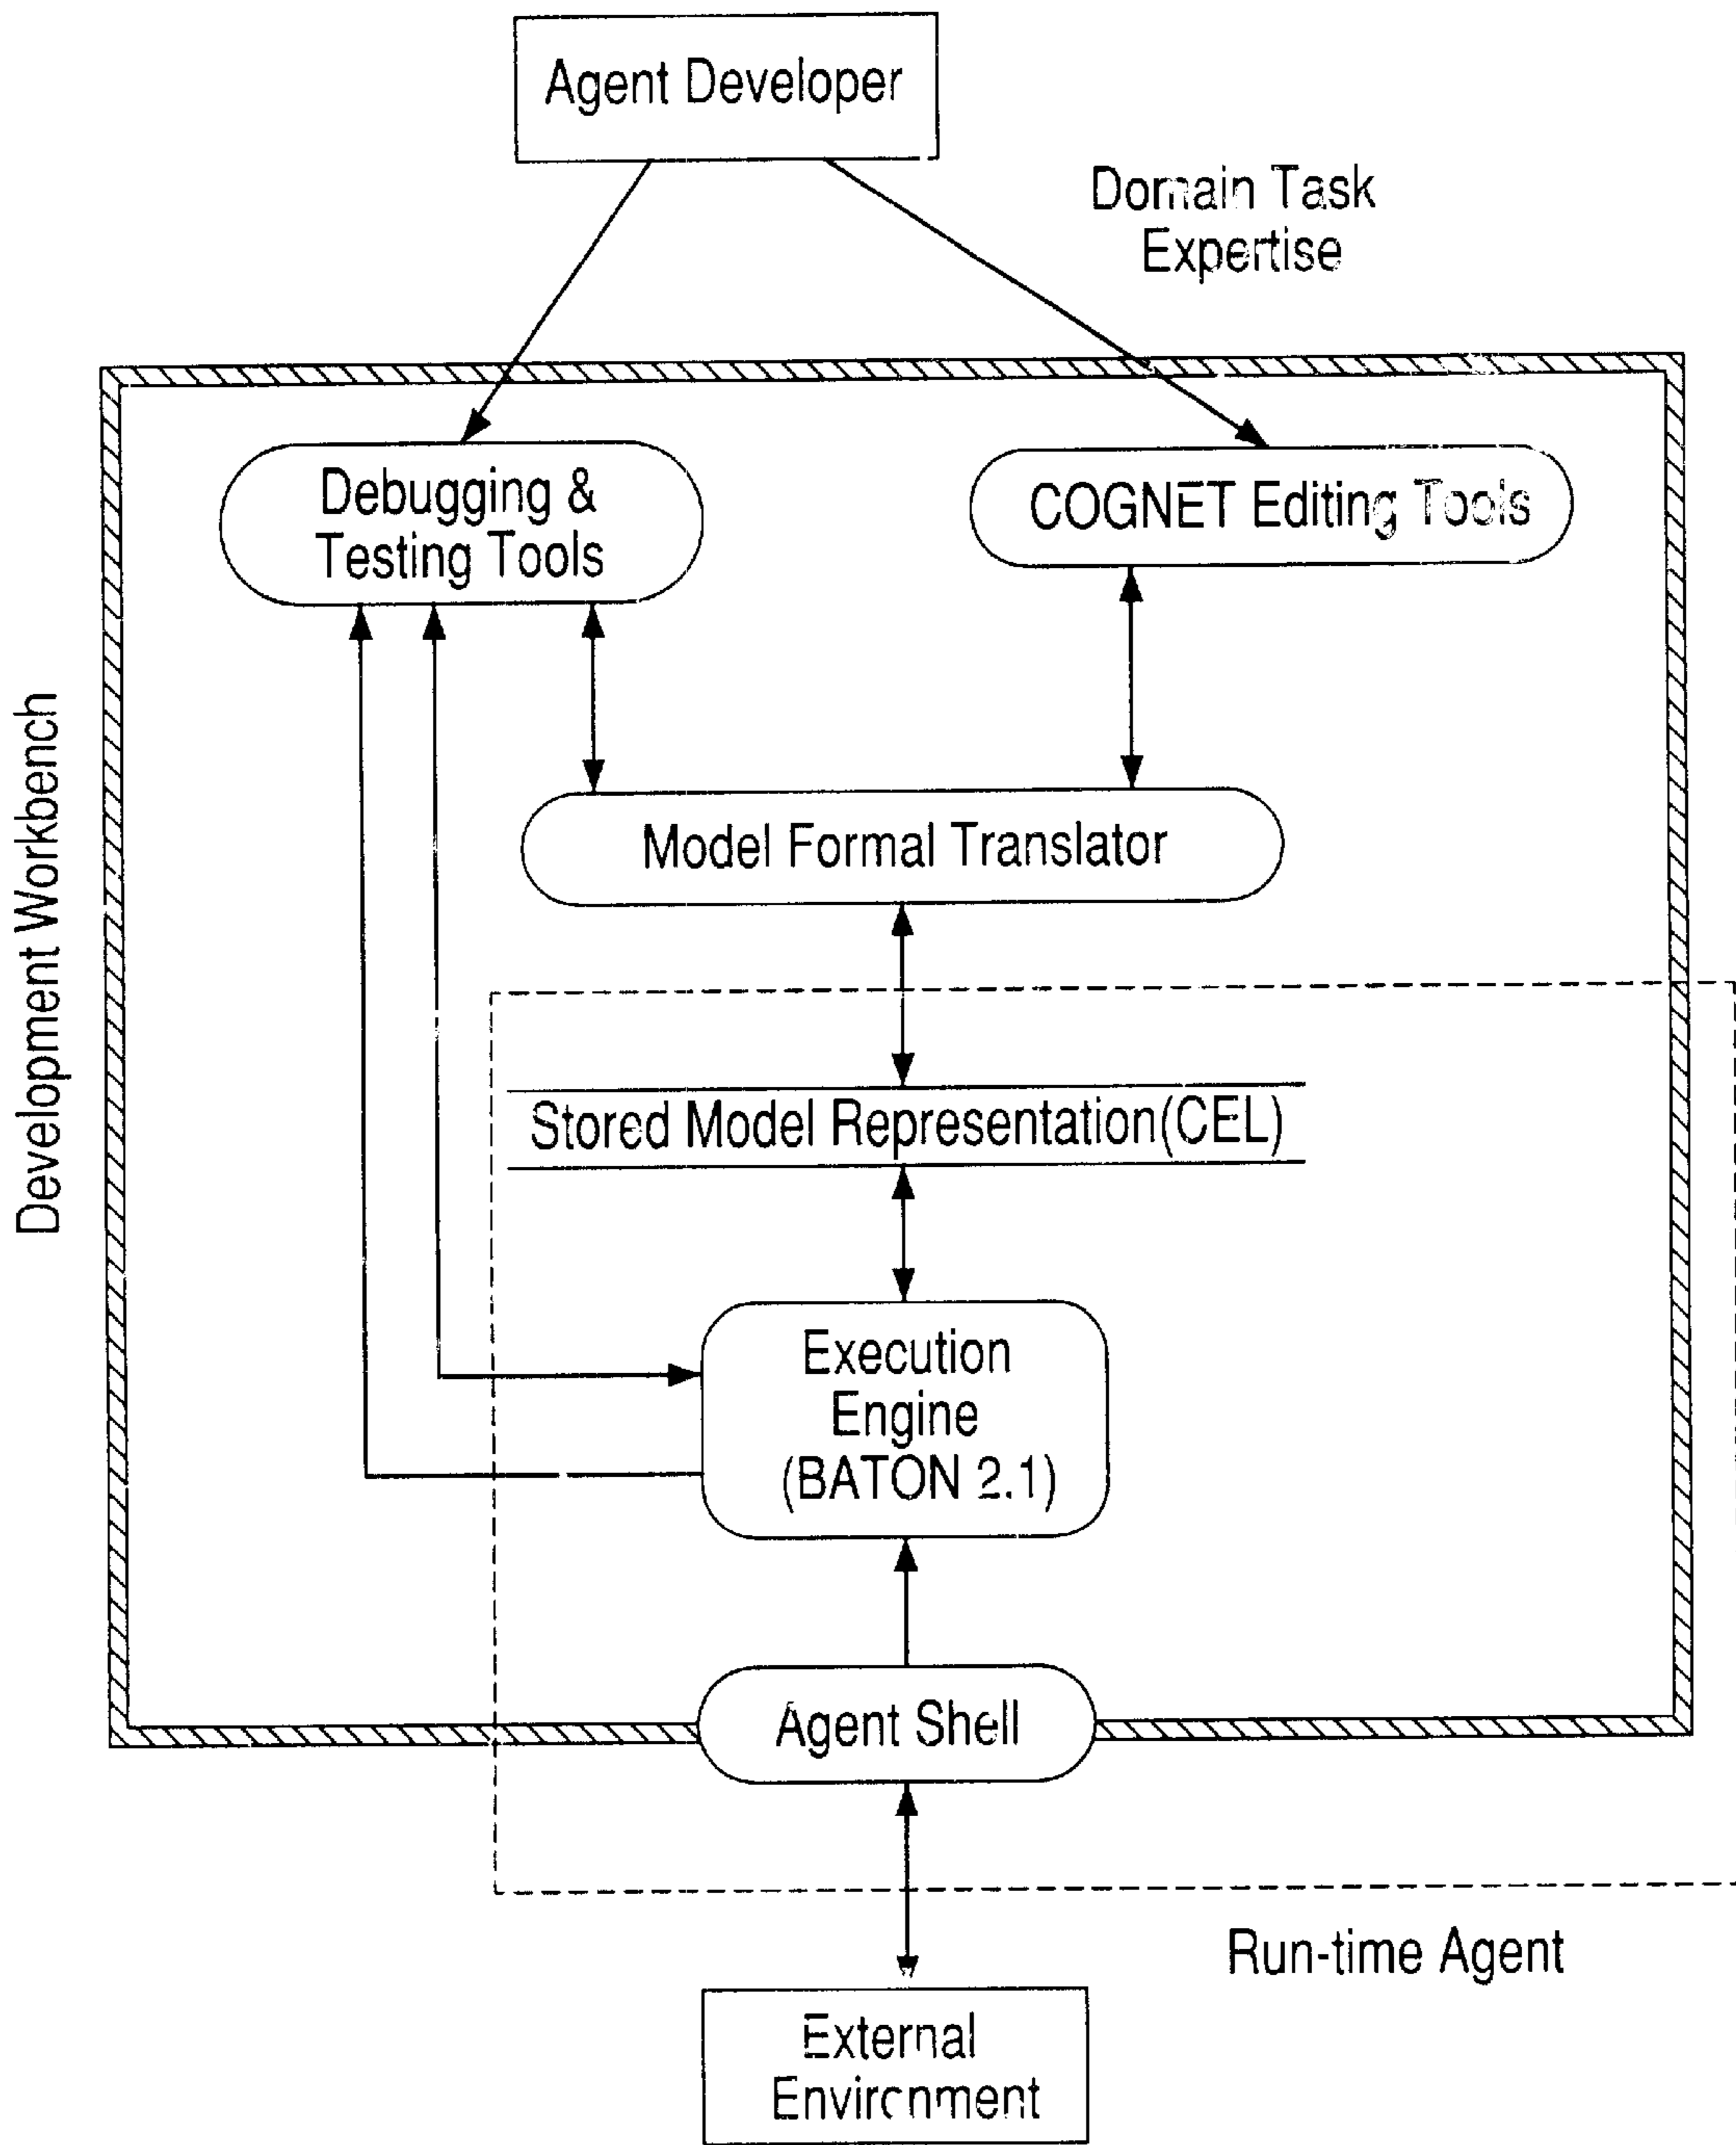 Agent Developer
Domain Task
Expertise
Debugging &
Testing Tools
COGNET Editing Tools
Development Workbench
Model Formal Translator
Stored Model Representation(CEL)
Execution
Engine
(BATON 2.1)
Agent Shell
Run-time Agent
External
Environment